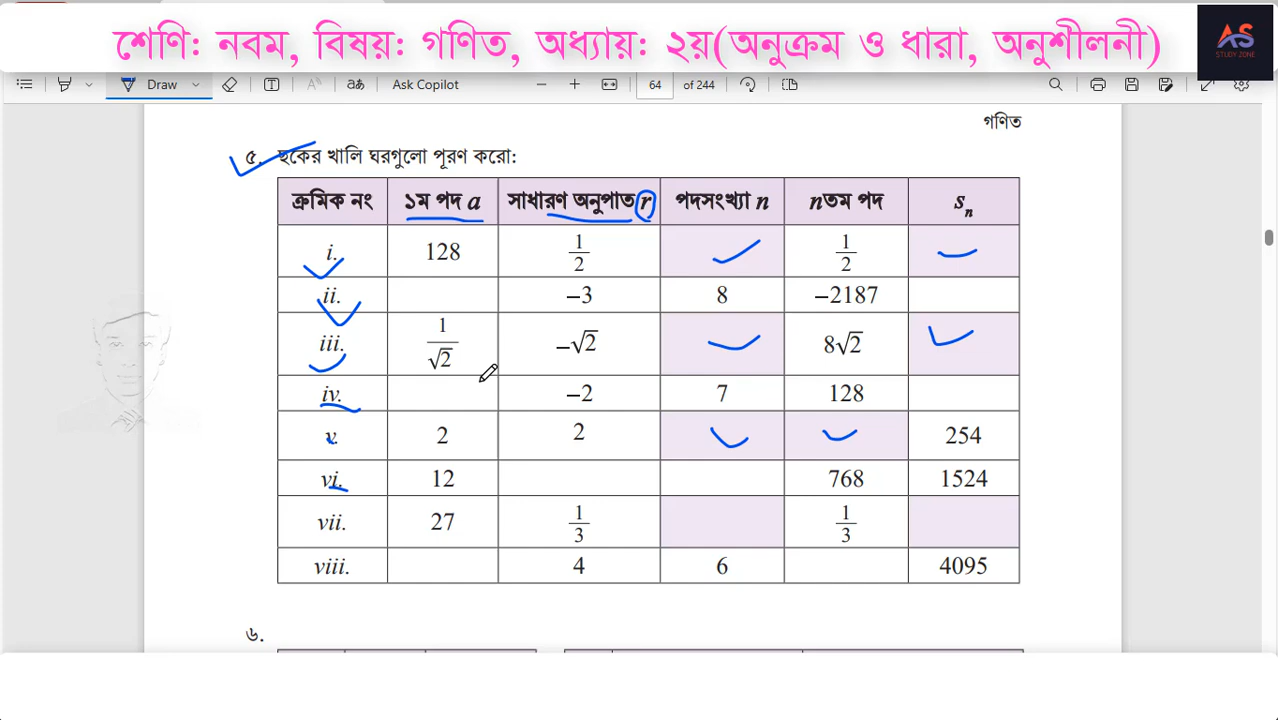 শেণি: নবম, বিষয়: গণিত, অধ্যায়: ২য়(অনুক্রম ও ধারা, অনুশীলনী)
AS
STUDY ZONE
Draw
Ask Copilot
64 of 244
গণিত
৫. ছকের খালি ঘরগুলো পূরণ করো:
ক্রমিক নং ১ম পদ a সাধারণ অনুপাত r পদসংখ্যা n nতম পদ sₙ
i. 128 1/2 1/2
ii. −3 8 −2187
iii. 1/√2 −√2 8√2
iv. −2 7 128
v. 2 2 254
vi. 12 768 1524
vii. 27 1/3 1/3
viii. 4 6 4095
৬.